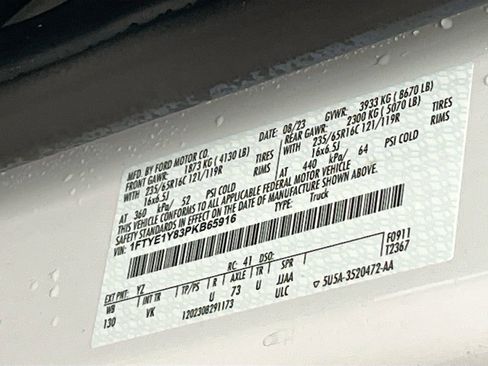 MFD. BY FORD MOTOR CO.
DATE: 08/23 GVWR: 3933 KG ( 8670 LB)
FRONT GAWR: 1873 KG ( 4130 LB) REAR GAWR: 2300 KG ( 5070 LB)
WITH 235/65R16C 121/119R TIRES WITH 235/65R16C 121/119R TIRES
16x6.5J RIMS 16x6.5J RIMS
AT 360 kPa/ 52 PSI COLD AT 440 kPa/ 64 PSI COLD
THIS VEHICLE CONFORMS TO ALL APPLICABLE FEDERAL MOTOR VEHICLE
SAFETY STANDARDS IN EFFECT ON THE DATE OF MANUFACTURE SHOWN ABOVE.
VIN: 1FTYE1Y83PKB65916 TYPE: Truck
F0911
TZ367
EXT PNT: YZ RC: 41 DSO:
WB INT TR TP/PS R AXLE TR SPR
130 VK U 73 U JJAA
1202308291173 ULC ▽ 5U5A-3520472-AA